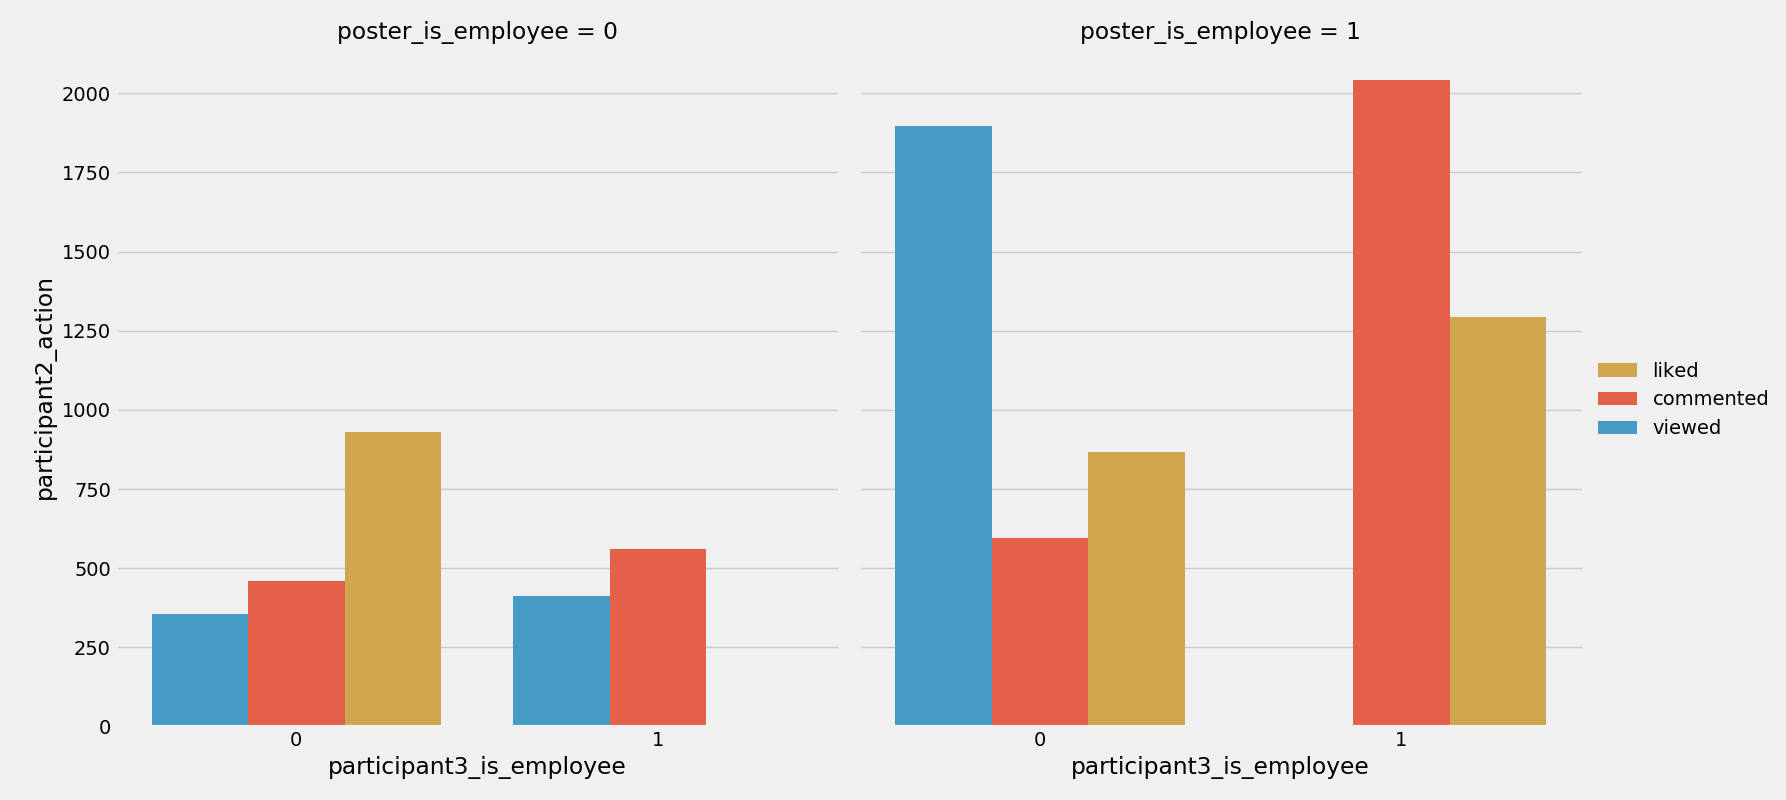 poster_is_employee = 0
poster_is_employee = 1
participant2_action
2000
1750
1500
1250
1000
750
500
250
0
0
1
0
1
participant3_is_employee
participant3_is_employee
liked
commented
viewed